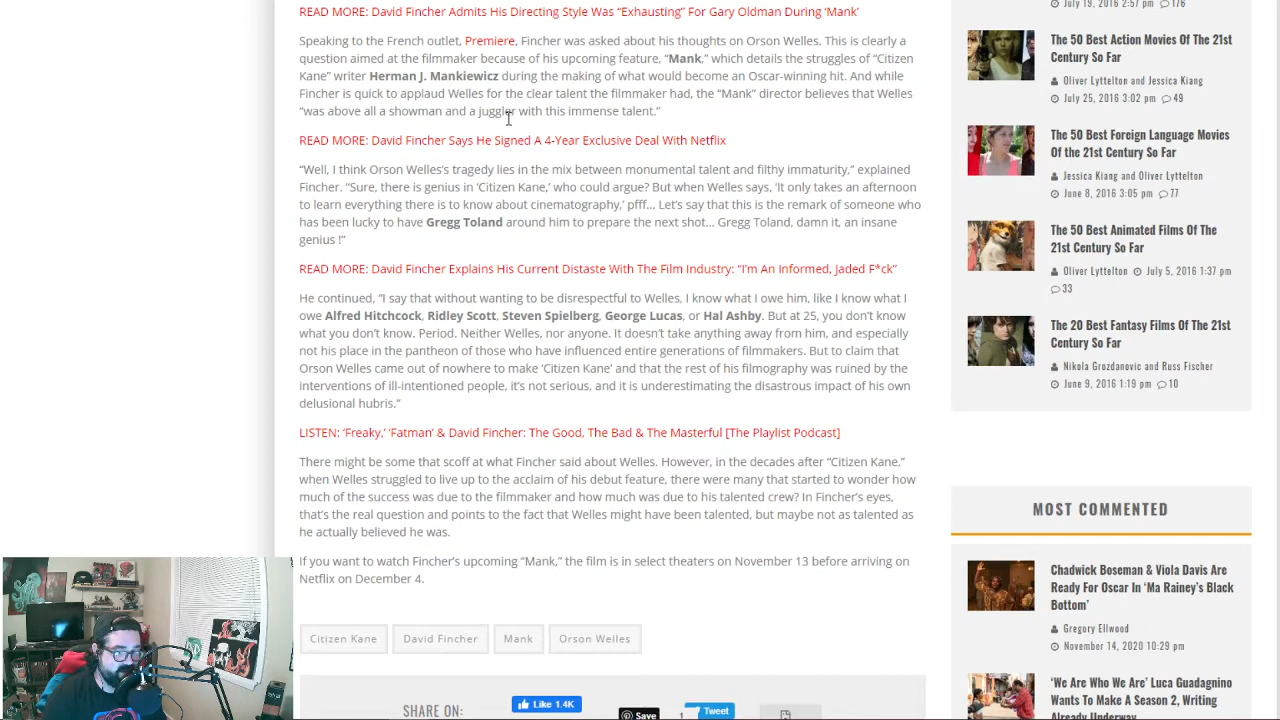 READ MORE: David Fincher Admits His Directing Style Was “Exhausting” For Gary Oldman During ‘Mank’
Speaking to the French outlet, Premiere, Fincher was asked about his thoughts on Orson Welles. This is clearly a
question aimed at the filmmaker because of his upcoming feature, “Mank,” which details the struggles of “Citizen
Kane” writer Herman J. Mankiewicz during the making of what would become an Oscar-winning hit. And while
Fincher is quick to applaud Welles for the clear talent the filmmaker had, the “Mank” director believes that Welles
“was above all a showman and a juggler with this immense talent.”
READ MORE: David Fincher Says He Signed A 4-Year Exclusive Deal With Netflix
“Well, I think Orson Welles’s tragedy lies in the mix between monumental talent and filthy immaturity,” explained
Fincher. “Sure, there is genius in ‘Citizen Kane,’ who could argue? But when Welles says, ‘It only takes an afternoon
to learn everything there is to know about cinematography,’ pfff… Let’s say that this is the remark of someone who
has been lucky to have Gregg Toland around him to prepare the next shot… Gregg Toland, damn it, an insane
genius !”
READ MORE: David Fincher Explains His Current Distaste With The Film Industry: “I’m An Informed, Jaded F*ck”
He continued, “I say that without wanting to be disrespectful to Welles, I know what I owe him, like I know what I
owe Alfred Hitchcock, Ridley Scott, Steven Spielberg, George Lucas, or Hal Ashby. But at 25, you don’t know
what you don’t know. Period. Neither Welles, nor anyone. It doesn’t take anything away from him, and especially
not his place in the pantheon of those who have influenced entire generations of filmmakers. But to claim that
Orson Welles came out of nowhere to make ‘Citizen Kane’ and that the rest of his filmography was ruined by the
interventions of ill-intentioned people, it’s not serious, and it is underestimating the disastrous impact of his own
delusional hubris.”
LISTEN: ‘Freaky,’ ‘Fatman’ & David Fincher: The Good, The Bad & The Masterful [The Playlist Podcast]
There might be some that scoff at what Fincher said about Welles. However, in the decades after “Citizen Kane,”
when Welles struggled to live up to the acclaim of his debut feature, there were many that started to wonder how
much of the success was due to the filmmaker and how much was due to his talented crew? In Fincher’s eyes,
that’s the real question and points to the fact that Welles might have been talented, but maybe not as talented as
he actually believed he was.
If you want to watch Fincher’s upcoming “Mank,” the film is in select theaters on November 13 before arriving on
Netflix on December 4.
Citizen Kane David Fincher Mank Orson Welles
SHARE ON:
Like 1.4K
Save
1
Tweet
July 19, 2016 2:57 pm 176
The 50 Best Action Movies Of The 21st
Century So Far
Oliver Lyttelton and Jessica Kiang
July 25, 2016 3:02 pm 49
The 50 Best Foreign Language Movies
Of the 21st Century So Far
Jessica Kiang and Oliver Lyttelton
June 8, 2016 3:05 pm 77
The 50 Best Animated Films Of The
21st Century So Far
Oliver Lyttelton July 5, 2016 1:37 pm
33
The 20 Best Fantasy Films Of The 21st
Century So Far
Nikola Grozdanovic and Russ Fischer
June 9, 2016 1:19 pm 10
MOST COMMENTED
Chadwick Boseman & Viola Davis Are
Ready For Oscar In ‘Ma Rainey’s Black
Bottom’
Gregory Ellwood
November 14, 2020 10:29 pm
‘We Are Who We Are’ Luca Guadagnino
Wants To Make A Season 2, Writing
Already Underway